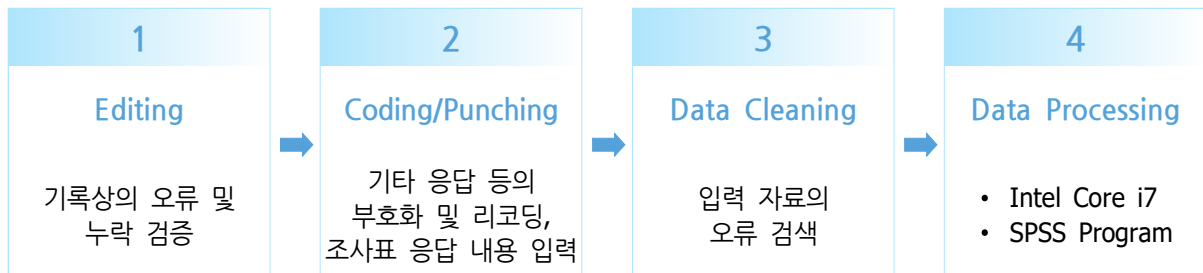 1
Editing
기록상의 오류 및
누락 검증
2
Coding/Punching
기타 응답 등의
부호화 및 리코딩,
조사표 응답 내용 입력
3
Data Cleaning
입력 자료의
오류 검색
4
Data Processing
• Intel Core i7
• SPSS Program